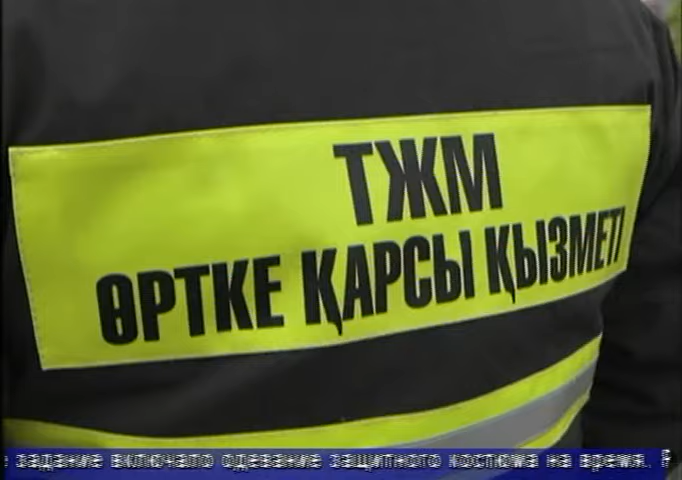 ТЖМ
ӨРТКЕ ҚАРСЫ ҚЫЗМЕТІ
задание включало одевание защитного костюма на время.